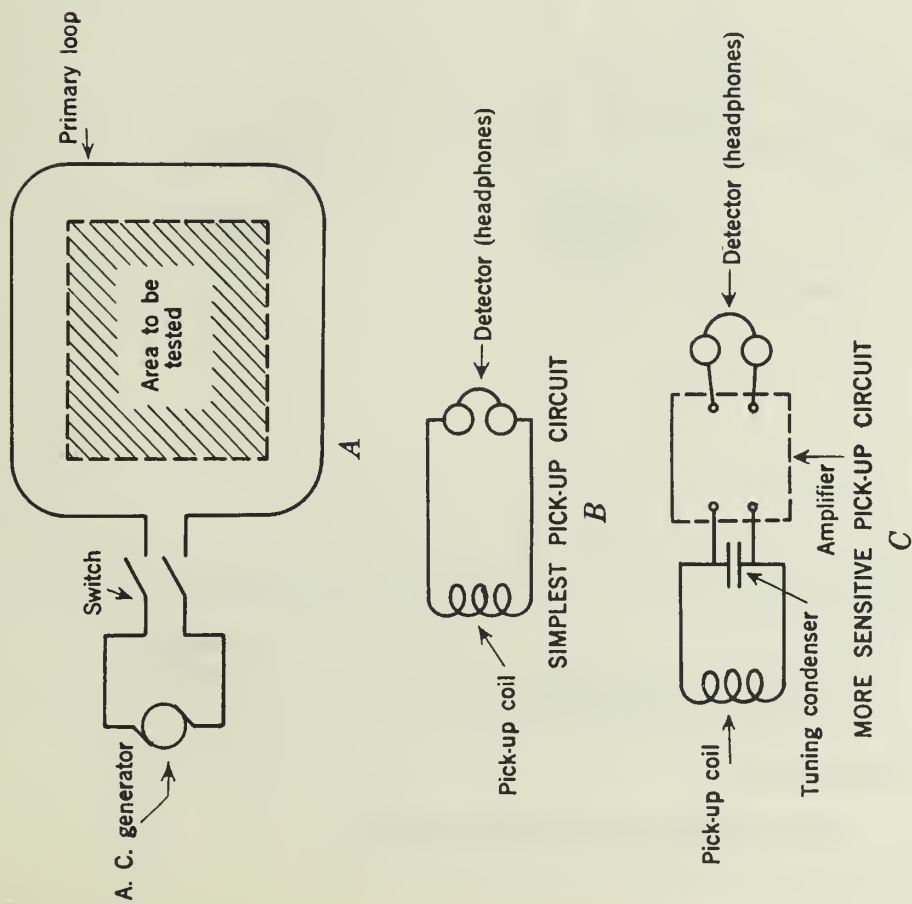 A. C. generator
Switch
Primary loop
Area to be
tested
A
Pick-up coil
Detector (headphones)
SIMPLEST PICK-UP CIRCUIT
B
Pick-up coil
Tuning condenser
Amplifier
Detector (headphones)
MORE SENSITIVE PICK-UP CIRCUIT
C